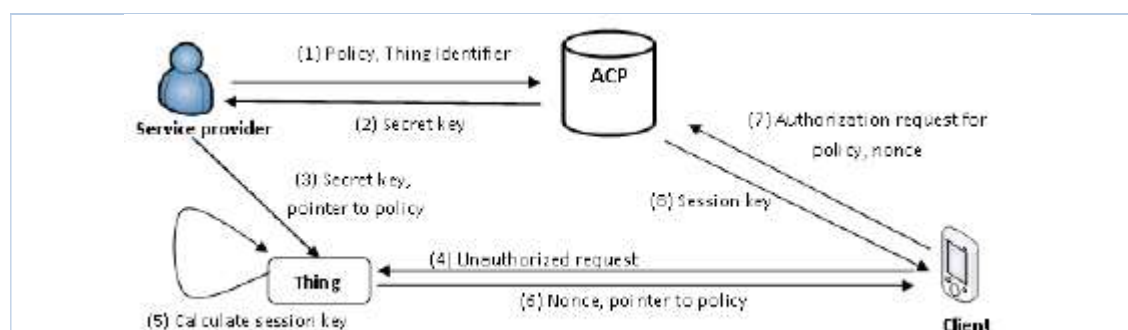 (1) Policy, Thing Identifier
ACP
(2) Secret key
Service provider
(7) Authorization request for
policy, nonce
(3) Secret key,
pointer to policy
(8) Session key
(4) Unauthorized request
Thing
(6) Nonce, pointer to policy
(5) Calculate session key
Client